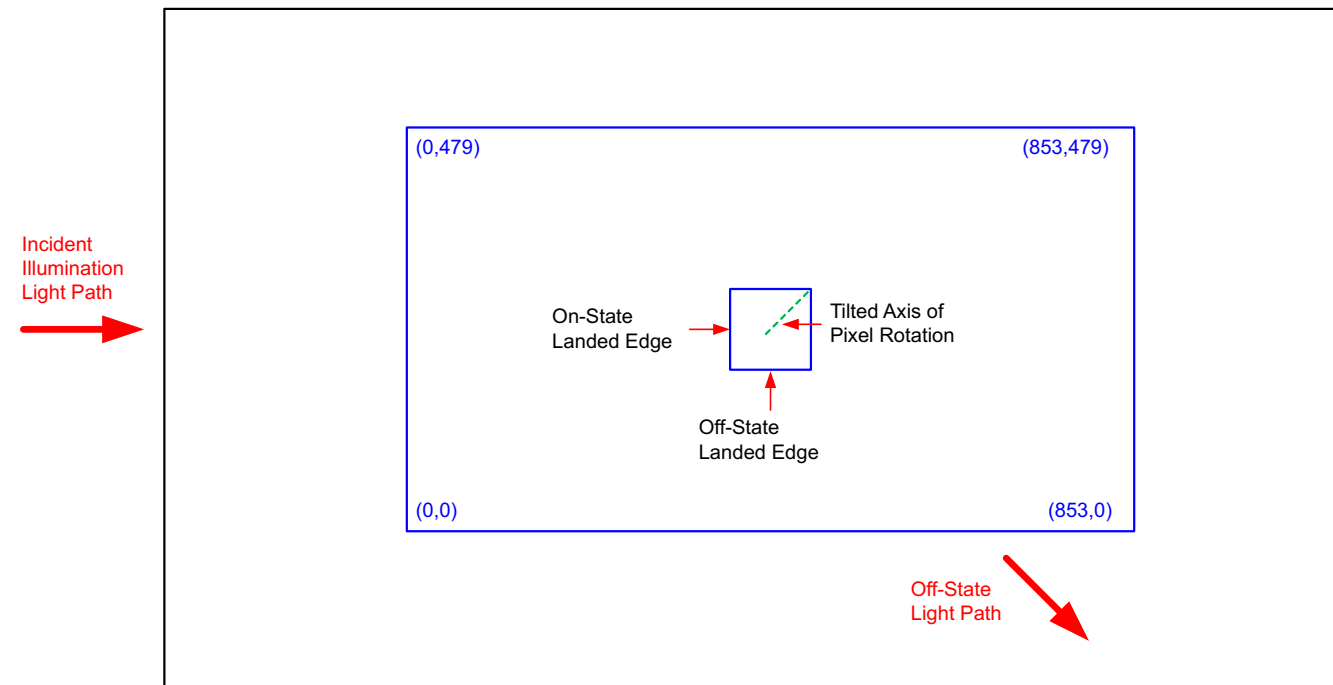 (0,479)
(853,479)
Incident
Illumination
Light Path
On-State
Landed Edge
Tilted Axis of
Pixel Rotation
Off-State
Landed Edge
(0,0)
(853,0)
Off-State
Light Path